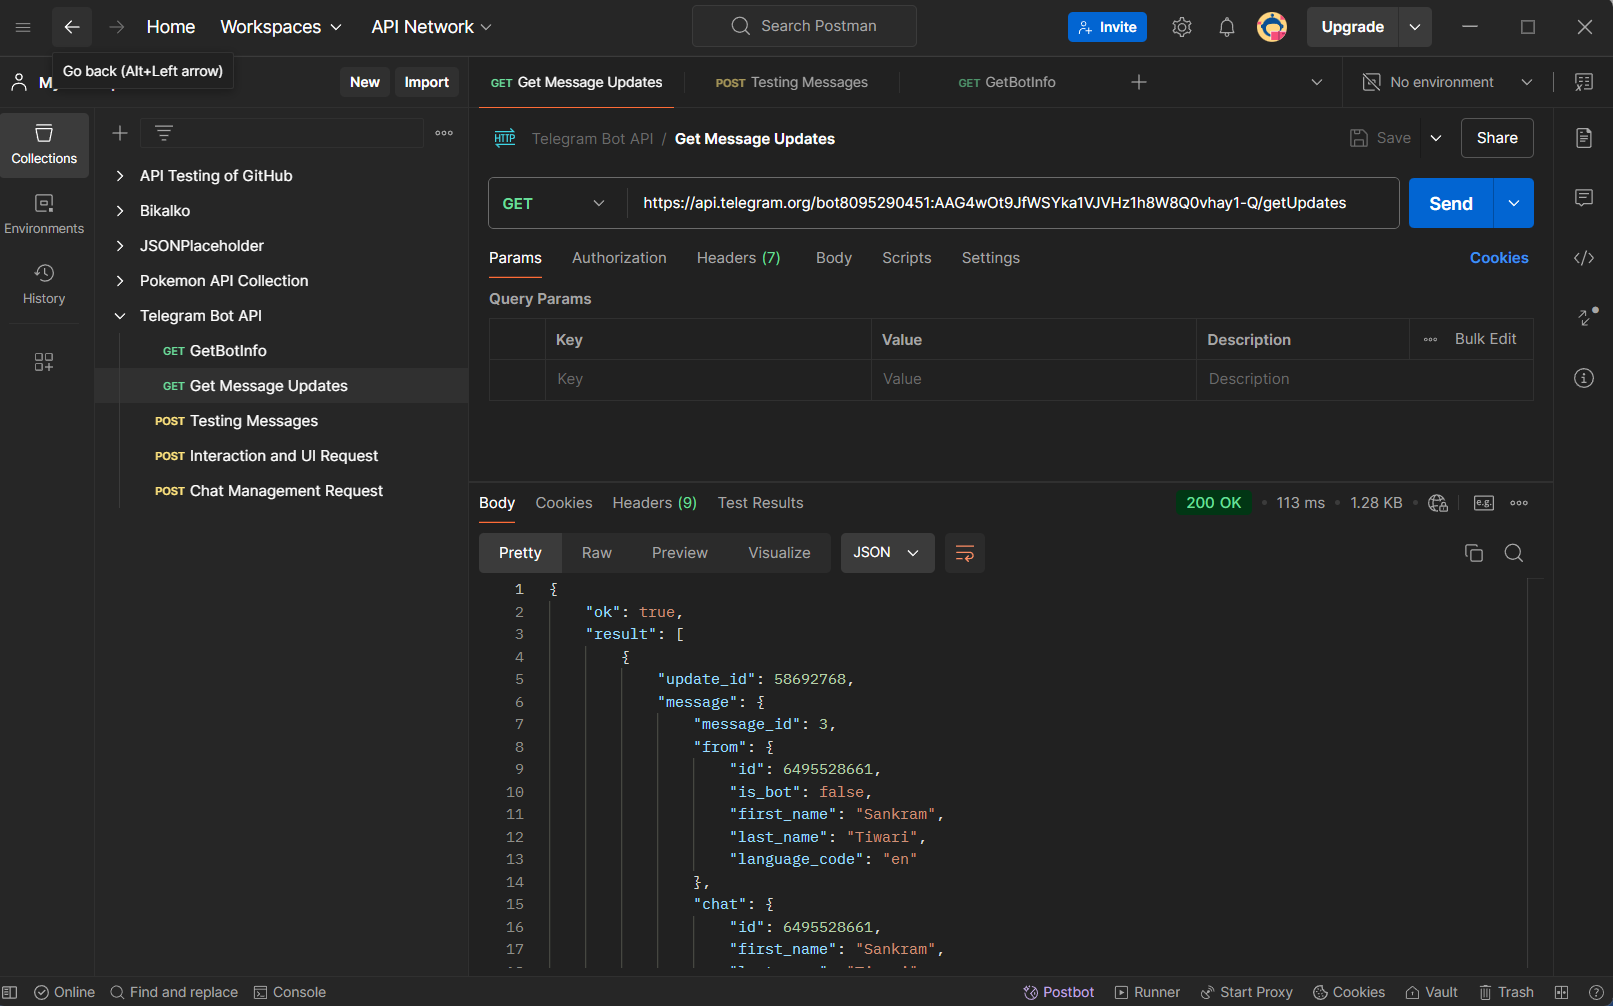 Home Workspaces API Network Search Postman Invite Upgrade
Go back (Alt+Left arrow)
New Import
GET Get Message Updates POST Testing Messages GET GetBotInfo No environment
Collections
Environments
History
API Testing of GitHub
Bikalko
JSONPlaceholder
Pokemon API Collection
Telegram Bot API
GET GetBotInfo
GET Get Message Updates
POST Testing Messages
POST Interaction and UI Request
POST Chat Management Request
HTTP Telegram Bot API / Get Message Updates Save Share
GET https://api.telegram.org/bot8095290451:AAG4wOt9JfWSYka1VJVHz1h8W8Q0vhay1-Q/getUpdates Send
Params Authorization Headers (7) Body Scripts Settings Cookies
Query Params
Key Value Description Bulk Edit
Key Value Description
Body Cookies Headers (9) Test Results 200 OK 113 ms 1.28 KB e.g.
Pretty Raw Preview Visualize JSON
1 {
2 "ok": true,
3 "result": [
4 {
5 "update_id": 58692768,
6 "message": {
7 "message_id": 3,
8 "from": {
9 "id": 6495528661,
10 "is_bot": false,
11 "first_name": "Sankram",
12 "last_name": "Tiwari",
13 "language_code": "en"
14 },
15 "chat": {
16 "id": 6495528661,
17 "first_name": "Sankram",
Online Find and replace Console Postbot Runner Start Proxy Cookies Vault Trash